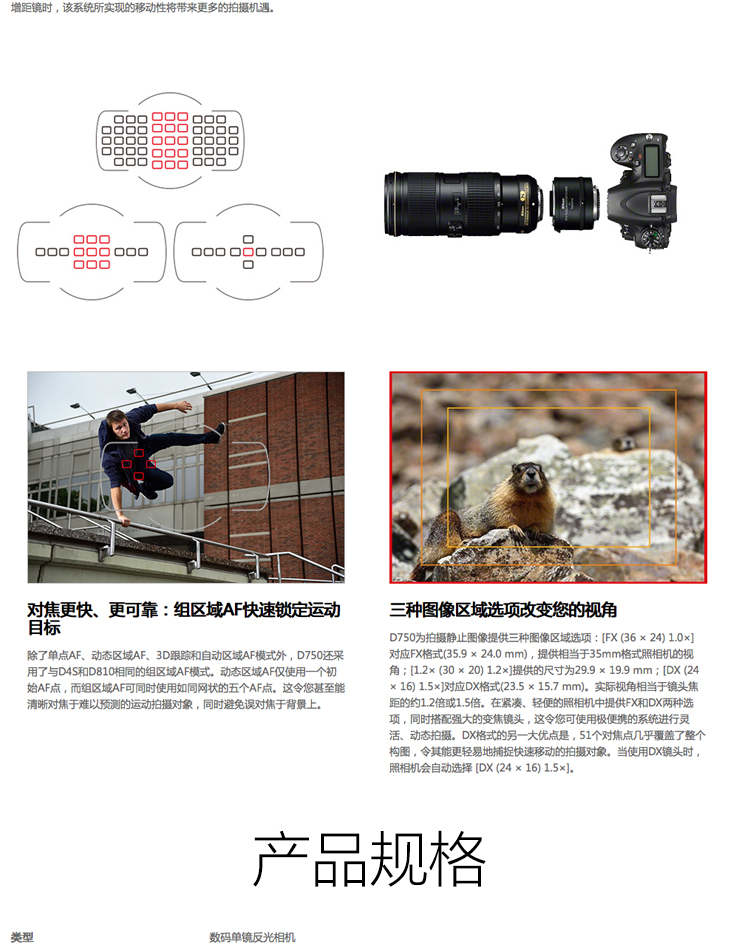 增距镜时，该系统所实现的移动性将带来更多的拍摄机遇。
对焦更快、更可靠：组区域AF快速锁定运动
目标
除了单点AF、动态区域AF、3D跟踪和自动区域AF模式外，D750还采
用了与D4S和D810相同的组区域AF模式。动态区域AF仅使用一个初
始AF点，而组区域AF可同时使用如同网状的五个AF点。这令您甚至能
清晰对焦于难以预测的运动拍摄对象，同时避免误对焦于背景上。
三种图像区域选项改变您的视角
D750为拍摄静止图像提供三种图像区域选项：[FX (36 × 24) 1.0×]
对应FX格式(35.9 × 24.0 mm)，提供相当于35mm格式照相机的视
角；[1.2× (30 × 20) 1.2×]提供的尺寸为29.9 × 19.9 mm；[DX (24
× 16) 1.5×]对应DX格式(23.5 × 15.7 mm)。实际视角相当于镜头焦
距的约1.2倍或1.5倍。在紧凑、轻便的照相机中提供FX和DX两种选
项，同时搭配强大的变焦镜头，这令您可使用极便携的系统进行灵
活、动态拍摄。DX格式的另一大优点是，51个对焦点几乎覆盖了整个
构图，令其能更轻易地捕捉快速移动的拍摄对象。当使用DX镜头时，
照相机会自动选择 [DX (24 × 16) 1.5×]。
产品规格
类型 数码单镜反光相机